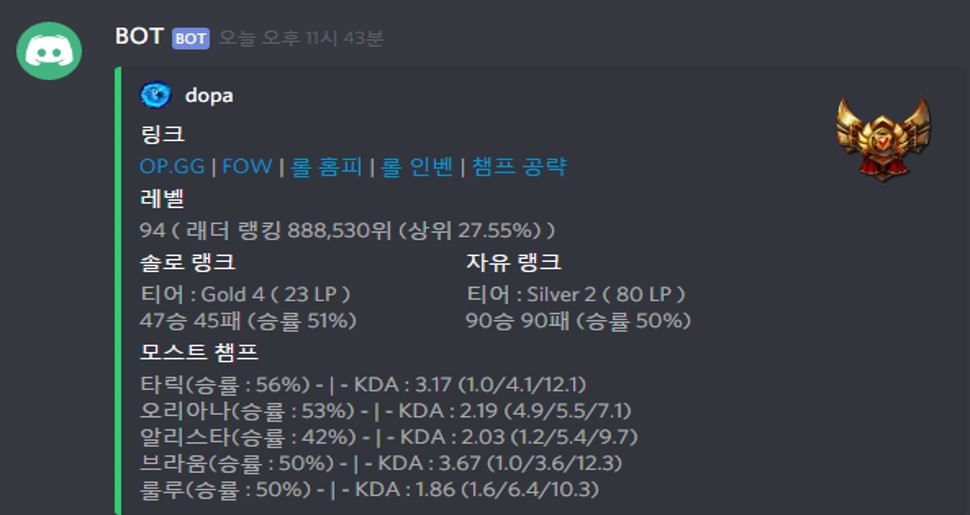 BOT BOT 오늘 오후 11시 43분
dopa
링크
OP.GG | FOW | 롤 홈피 | 롤 인벤 | 챔프 공략
레벨
94 ( 래더 랭킹 888,530위 (상위 27.55%) )
솔로 랭크 자유 랭크
티어 : Gold 4 ( 23 LP ) 티어 : Silver 2 ( 80 LP )
47승 45패 (승률 51%) 90승 90패 (승률 50%)
모스트 챔프
타릭(승률 : 56%) - | - KDA : 3.17 (1.0/4.1/12.1)
오리아나(승률 : 53%) - | - KDA : 2.19 (4.9/5.5/7.1)
알리스타(승률 : 42%) - | - KDA : 2.03 (1.2/5.4/9.7)
브라움(승률 : 50%) - | - KDA : 3.67 (1.0/3.6/12.3)
룰루(승률 : 50%) - | - KDA : 1.86 (1.6/6.4/10.3)